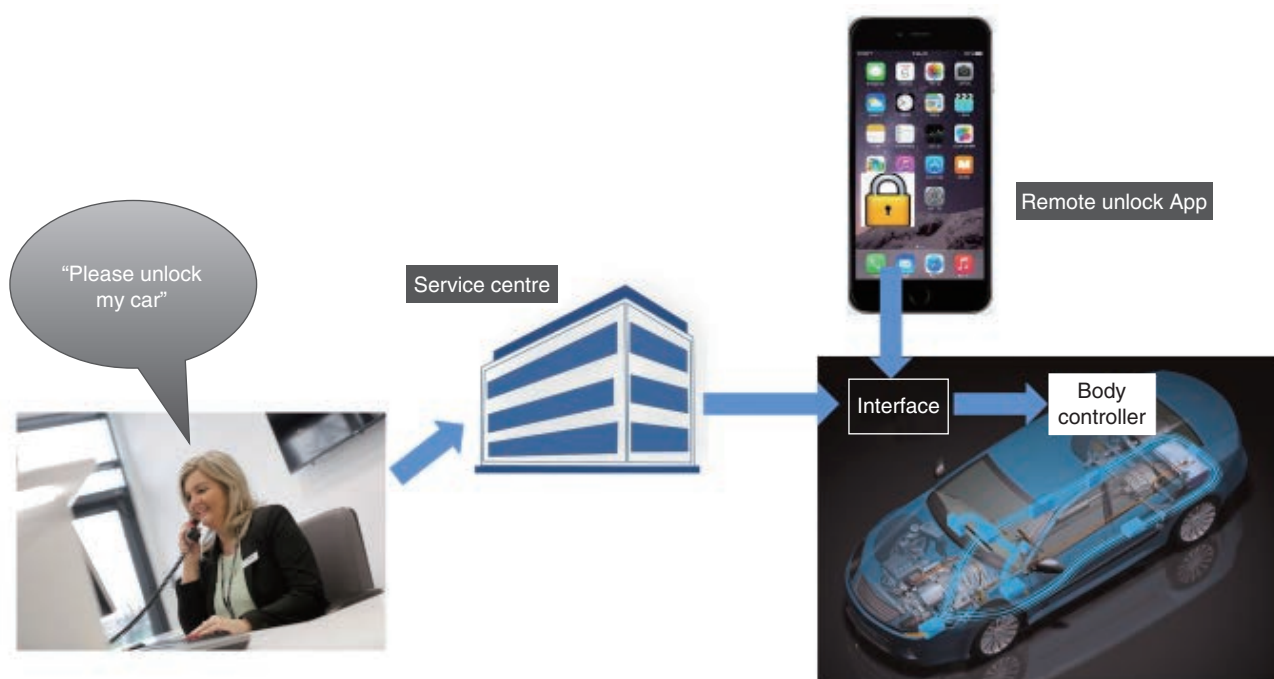 Remote unlock App
“Please unlock
my car”
Service centre
Interface
Body
controller